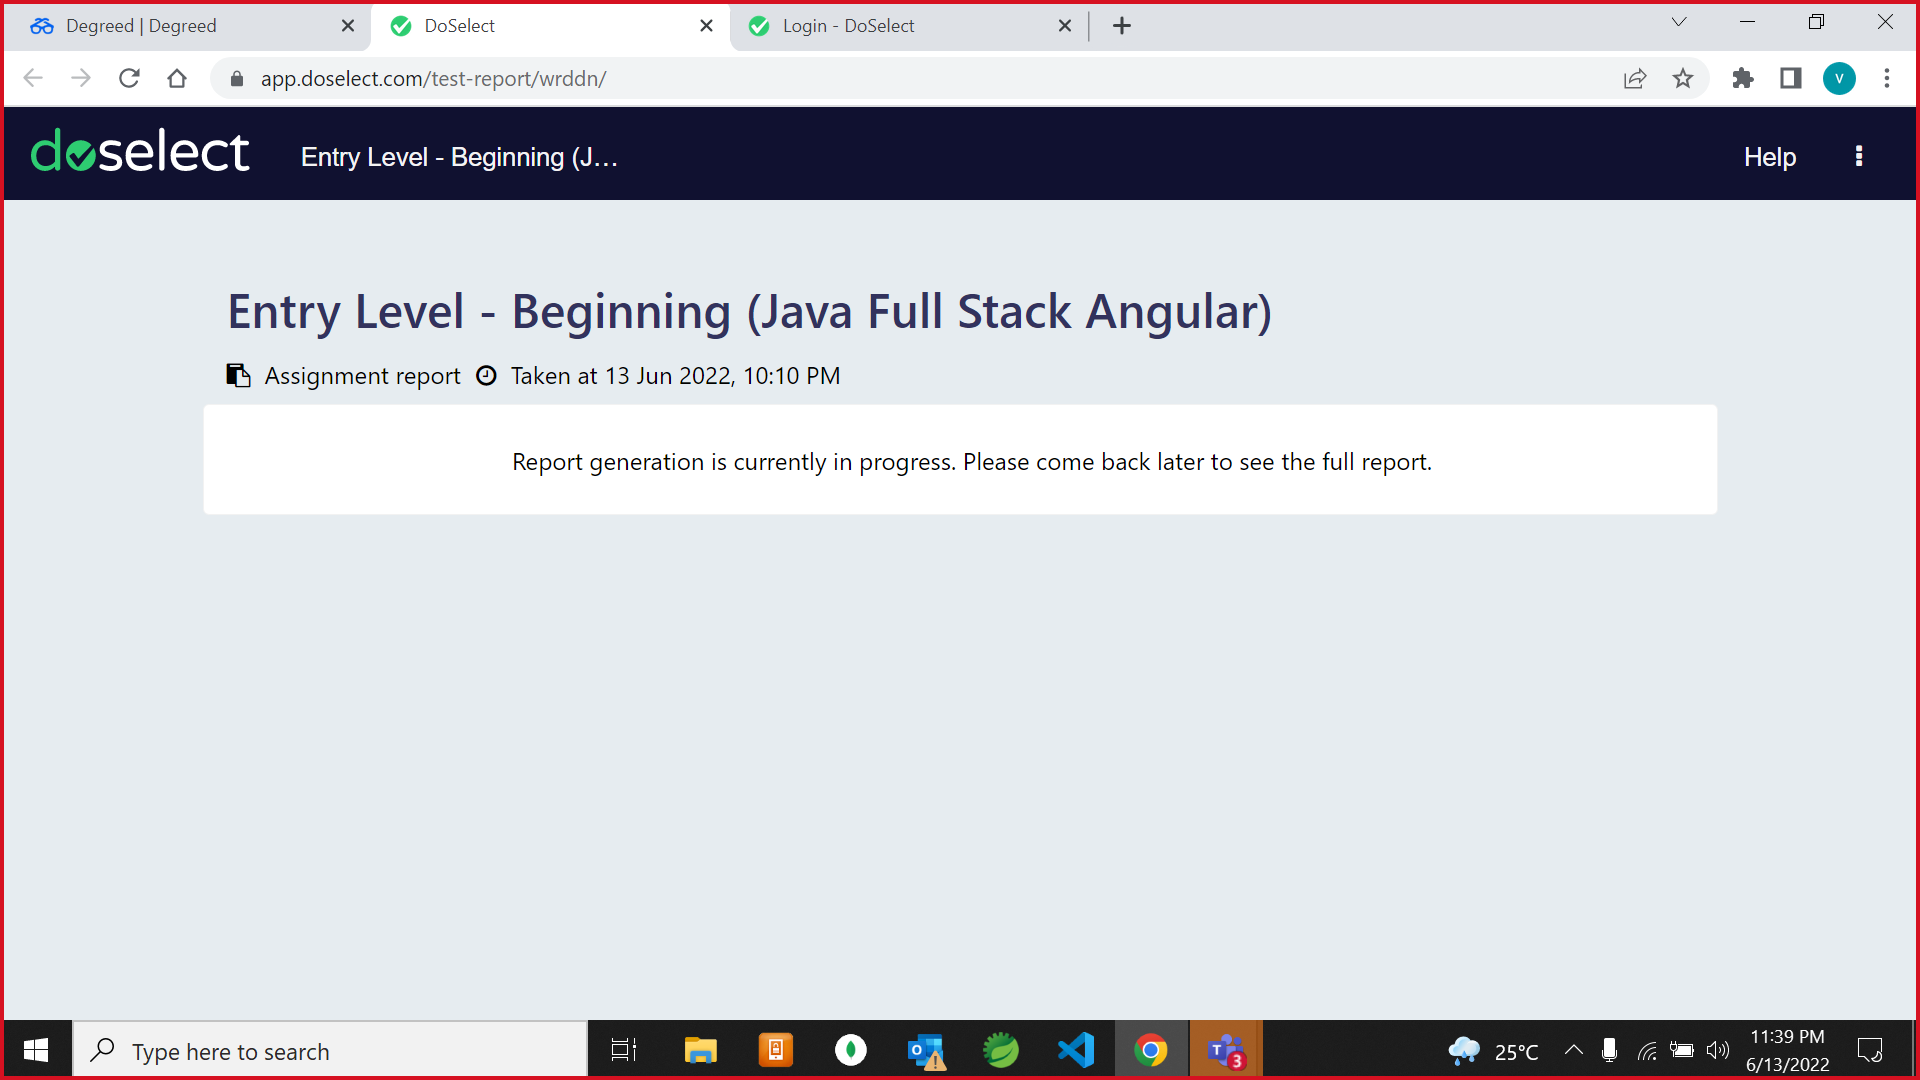 Degreed | Degreed
DoSelect
Login - DoSelect
app.doselect.com/test-report/wrddn/
V
doselect
Entry Level - Beginning (J...
Help
Entry Level - Beginning (Java Full Stack Angular)
Assignment report
Taken at 13 Jun 2022, 10:10 PM
Report generation is currently in progress. Please come back later to see the full report.
Type here to search
O
T
3
25°C
11:39 PM
6/13/2022